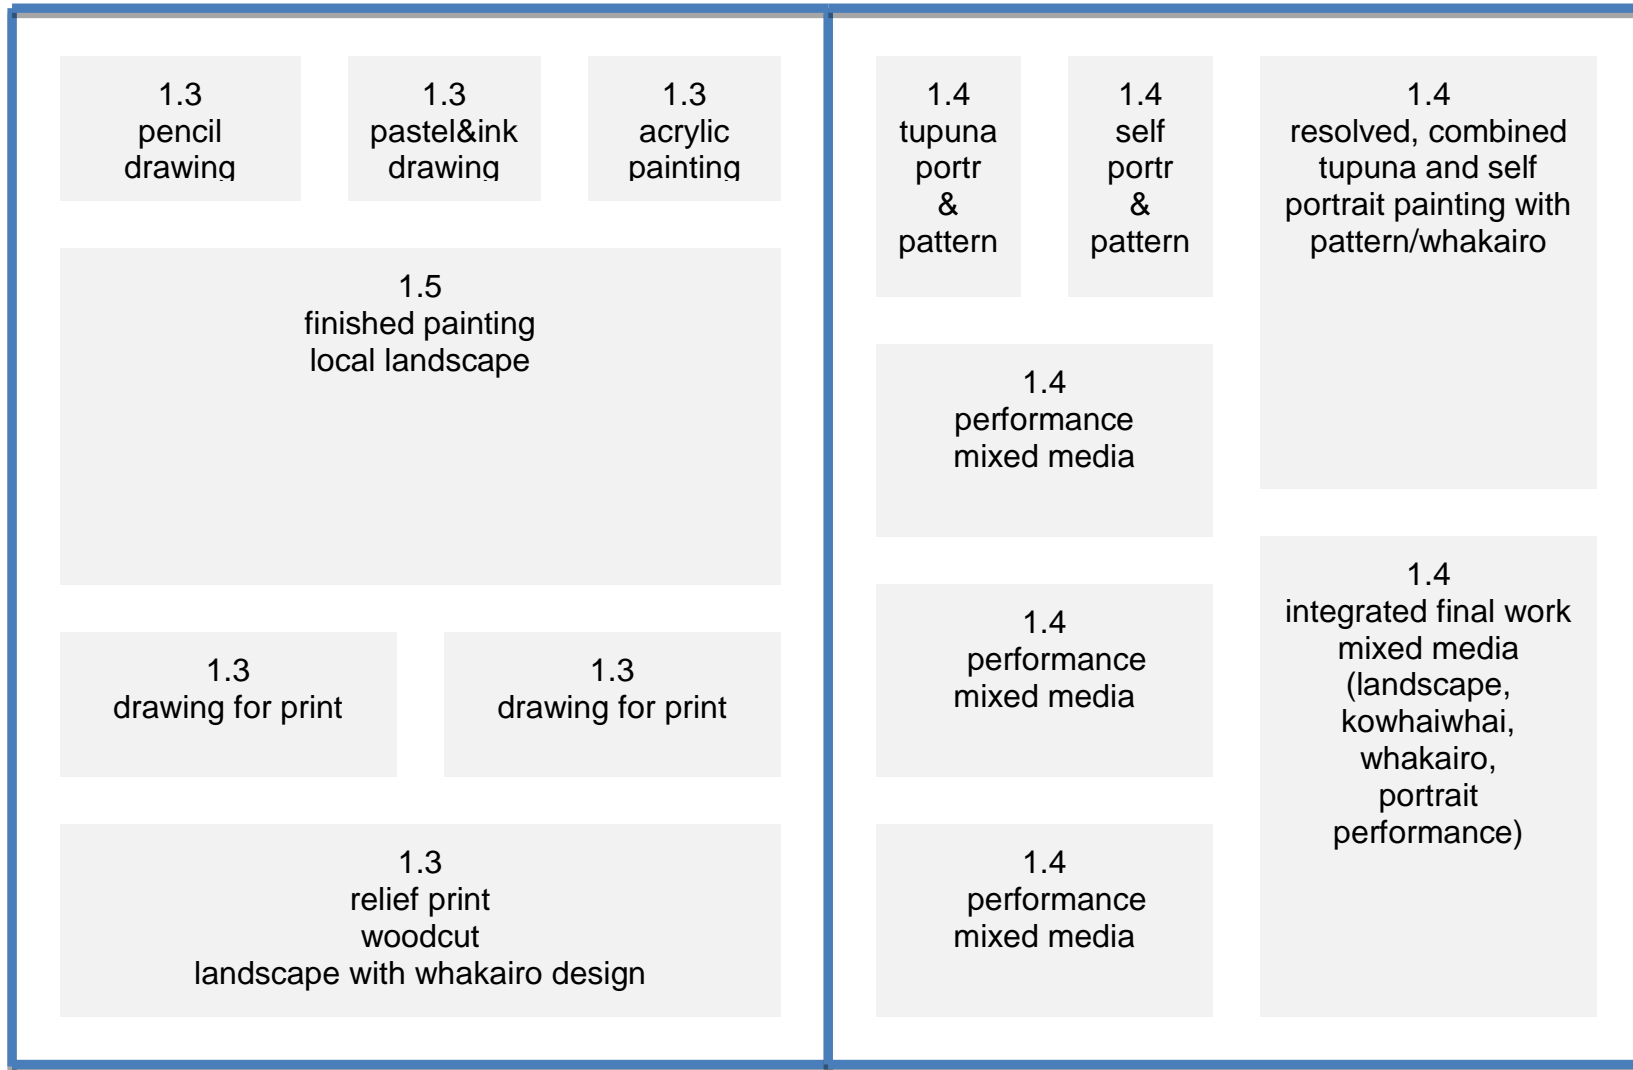 1.3
pencil
drawing
1.3
pastel&ink
drawing
1.3
acrylic
painting
1.5
finished painting
local landscape
1.3
drawing for print
1.3
drawing for print
1.3
relief print
woodcut
landscape with whakairo design
1.4
tupuna
portr
&
pattern
1.4
self
portr
&
pattern
1.4
performance
mixed media
1.4
performance
mixed media
1.4
performance
mixed media
1.4
resolved, combined
tupuna and self
portrait painting with
pattern/whakairo
1.4
integrated final work
mixed media
(landscape,
kowhaiwhai,
whakairo,
portrait
performance)